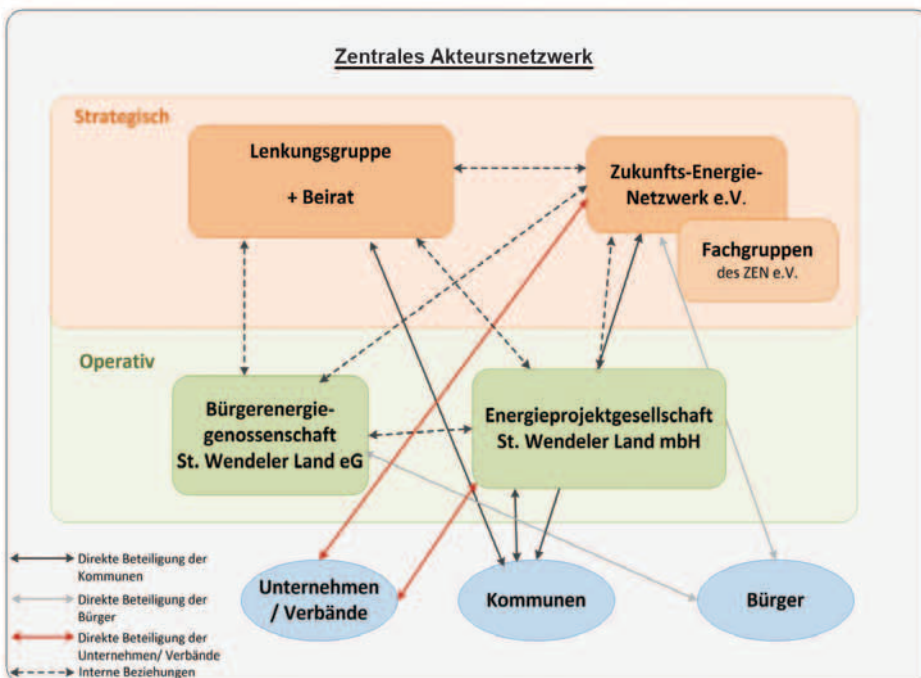 Zentrales Akteursnetzwerk
Strategisch
Lenkungsgruppe
+ Beirat
Zukunfts-Energie-
Netzwerk e.V.
Fachgruppen
des ZEN e.V.
Operativ
Bürgerenergie-
genossenschaft
St. Wendeler Land eG
Energieprojektgesellschaft
St. Wendeler Land mbH
Unternehmen
/ Verbände
Kommunen
Bürger
Direkte Beteiligung der
Kommunen
Direkte Beteiligung der
Bürger
Direkte Beteiligung der
Unternehmen/ Verbände
Interne Beziehungen